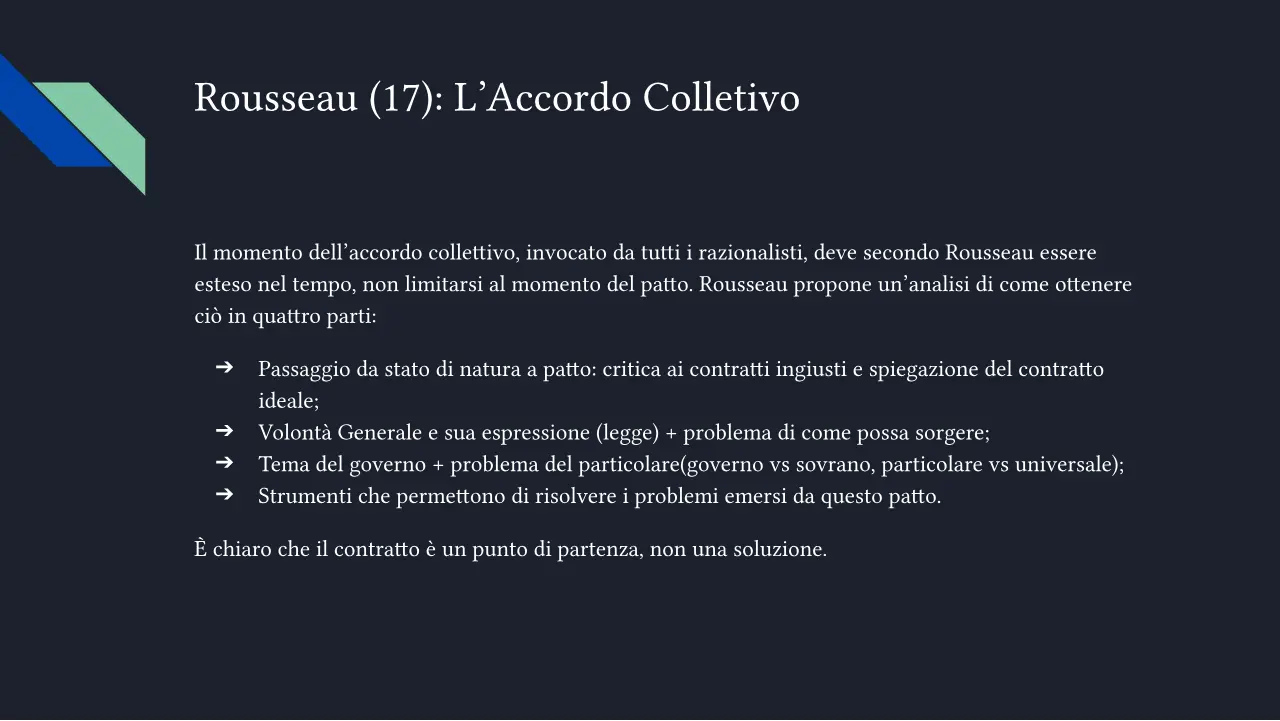 Rousseau (17): L’Accordo Colletivo
Il momento dell’accordo collettivo, invocato da tutti i razionalisti, deve secondo Rousseau essere
esteso nel tempo, non limitarsi al momento del patto. Rousseau propone un’analisi di come ottenere
ciò in quattro parti:
➔ Passaggio da stato di natura a patto: critica ai contratti ingiusti e spiegazione del contratto
ideale;
➔ Volontà Generale e sua espressione (legge) + problema di come possa sorgere;
➔ Tema del governo + problema del particolare(governo vs sovrano, particolare vs universale);
➔ Strumenti che permettono di risolvere i problemi emersi da questo patto.
È chiaro che il contratto è un punto di partenza, non una soluzione.